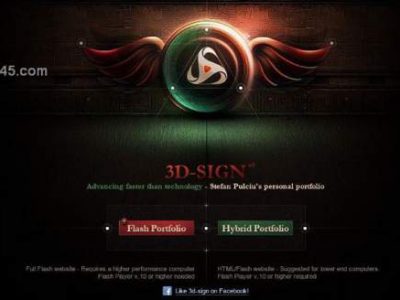 45.com
3D-SIGN
Advancing faster than technology - Stefan Pulciu's personal portfolio
Flash Portfolio
Hybrid Portfolio
Full Flash website - Requires a higher performance computer
Flash Player v.10 or higher needed
HTML/Flash website - Suggested for lower end computers
Flash Player v.10 or higher required
Like 3d-sign on Facebook!